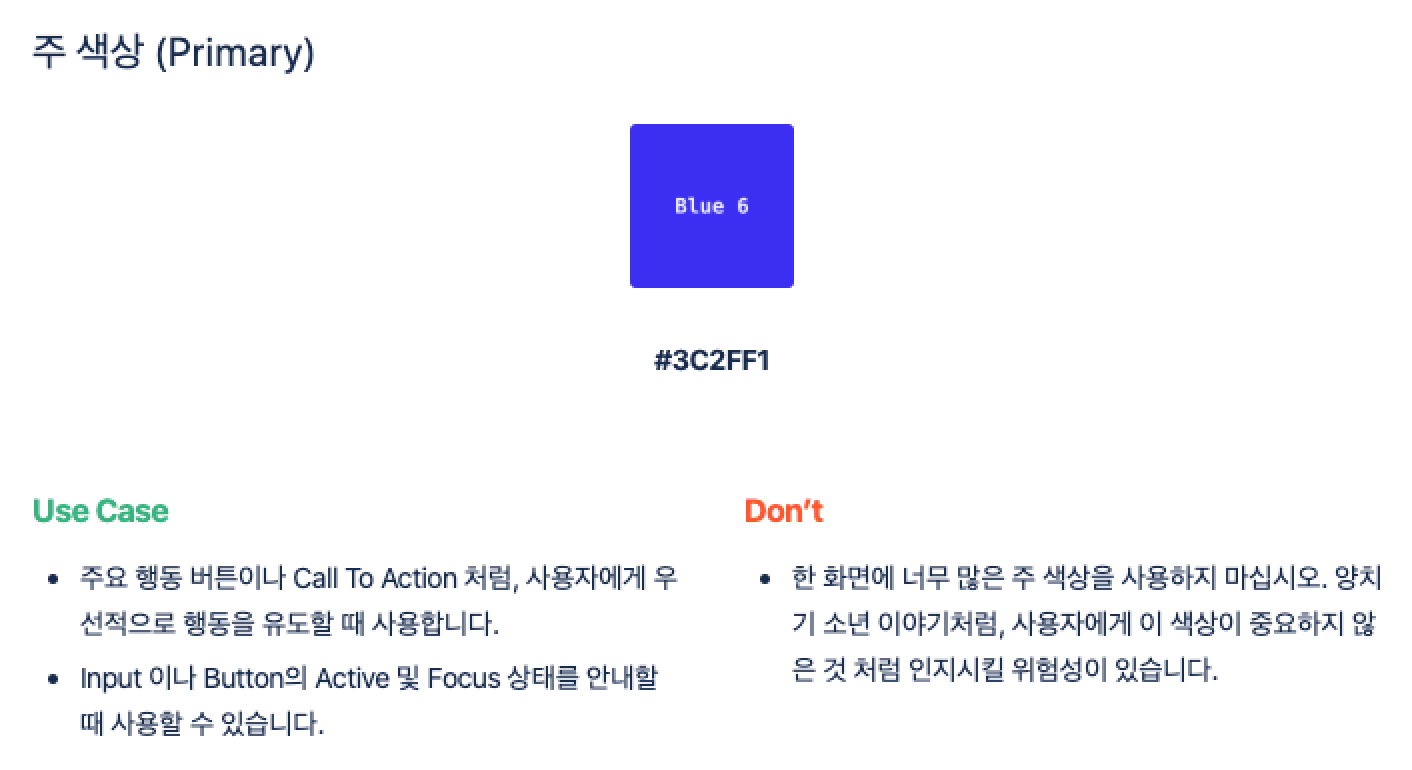 주 색상 (Primary)
Blue 6
#3C2FF1
Use Case
• 주요 행동 버튼이나 Call To Action 처럼, 사용자에게 우
선적으로 행동을 유도할 때 사용합니다.
• Input 이나 Button의 Active 및 Focus 상태를 안내할
때 사용할 수 있습니다.
Don’t
• 한 화면에 너무 많은 주 색상을 사용하지 마십시오. 양치
기 소년 이야기처럼, 사용자에게 이 색상이 중요하지 않
은 것 처럼 인지시킬 위험성이 있습니다.